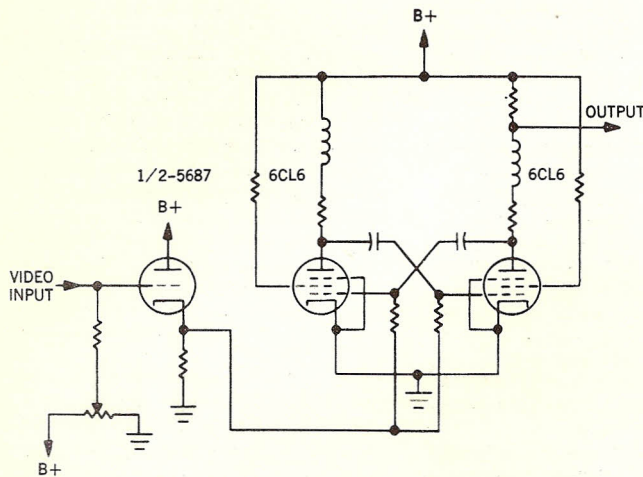 B+
OUTPUT
1/2-5687
6CL6
6CL6
B+
VIDEO
INPUT
B+